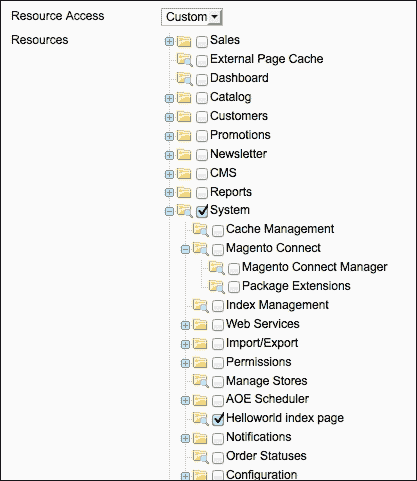 Resource Access Custom
Resources Sales
External Page Cache
Dashboard
Catalog
Customers
Promotions
Newsletter
CMS
Reports
System
Cache Management
Magento Connect
Magento Connect Manager
Package Extensions
Index Management
Web Services
Import/Export
Permissions
Manage Stores
AOE Scheduler
Helloworld index page
Notifications
Order Statuses
Configuration